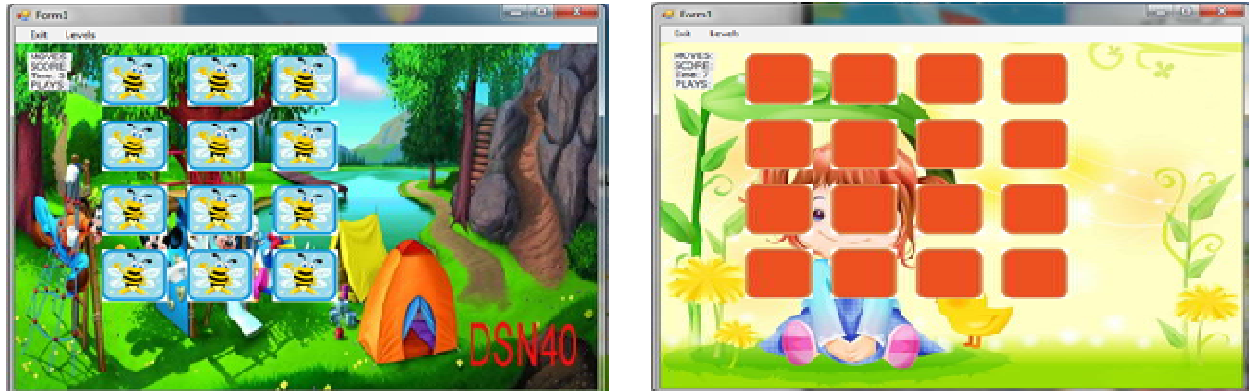 Form1
Exit Levels
MOVES:
SCORE:
PLAYS:
DSN40
Form1
Exit Levels
MOVES:
SCORE:
Time: 7
PLAYS: